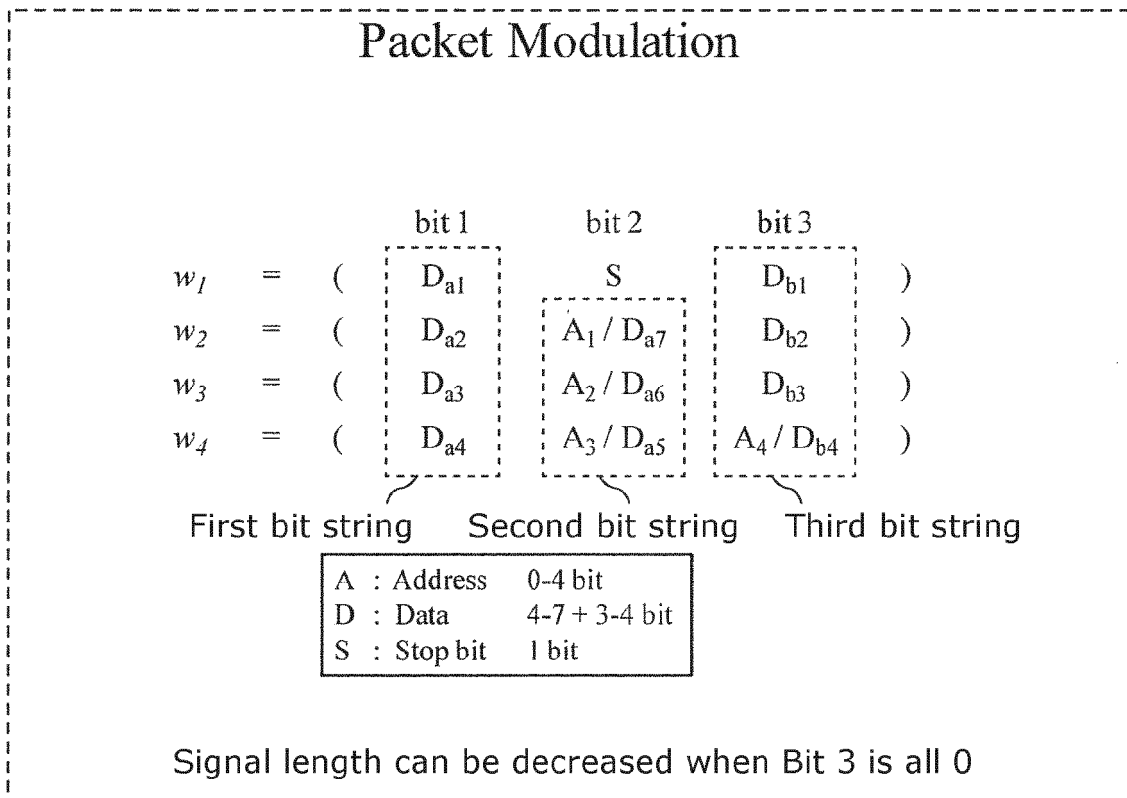 Packet Modulation
bit 1 bit 2 bit 3
w1 = ( Da1 S Db1 )
w2 = ( Da2 A1 / Da7 Db2 )
w3 = ( Da3 A2 / Da6 Db3 )
w4 = ( Da4 A3 / Da5 A4 / Db4 )
First bit string Second bit string Third bit string
A : Address 0-4 bit
D : Data 4-7 + 3-4 bit
S : Stop bit 1 bit
Signal length can be decreased when Bit 3 is all 0